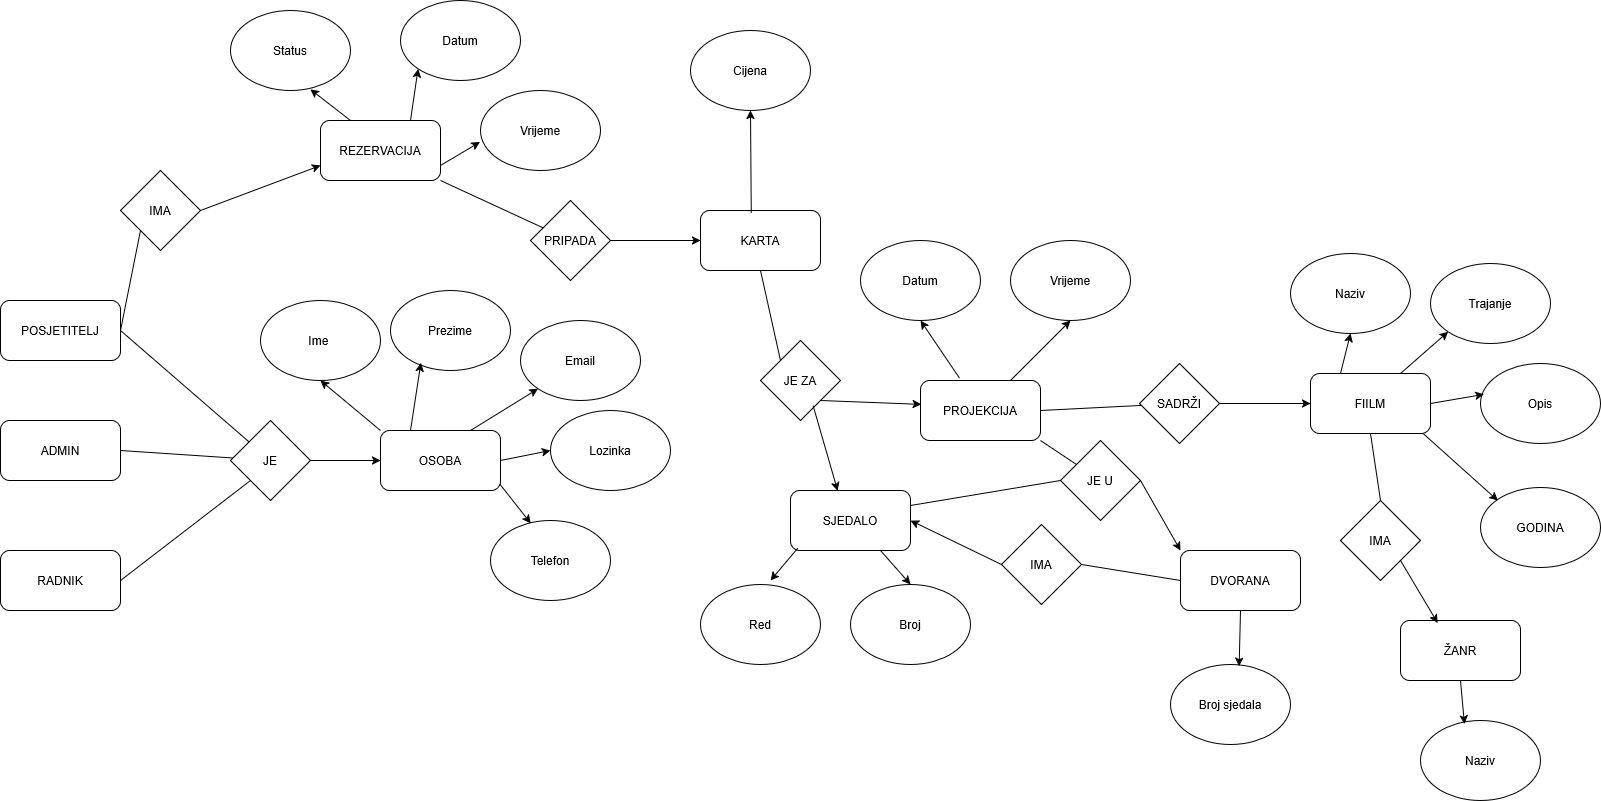 Status
Datum
Cijena
Vrijeme
REZERVACIJA
IMA
PRIPADA
KARTA
Datum
Vrijeme
Naziv
Trajanje
POSJETITELJ
Ime
Prezime
Email
JE ZA
PROJEKCIJA
SADRŽI
FIILM
Opis
ADMIN
JE
OSOBA
Lozinka
JE U
SJEDALO
GODINA
IMA
IMA
Telefon
RADNIK
DVORANA
Red
Broj
ŽANR
Broj sjedala
Naziv